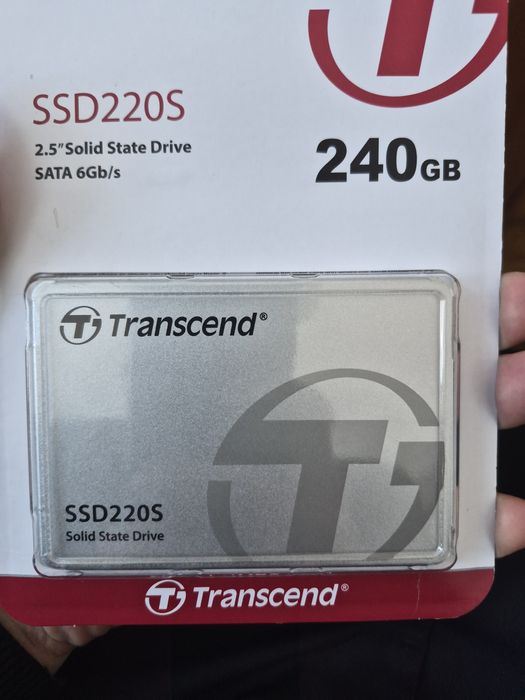 SSD220S
2.5" Solid State Drive
SATA 6Gb/s
240GB
Transcend®
SSD220S
Solid State Drive
Transcend®